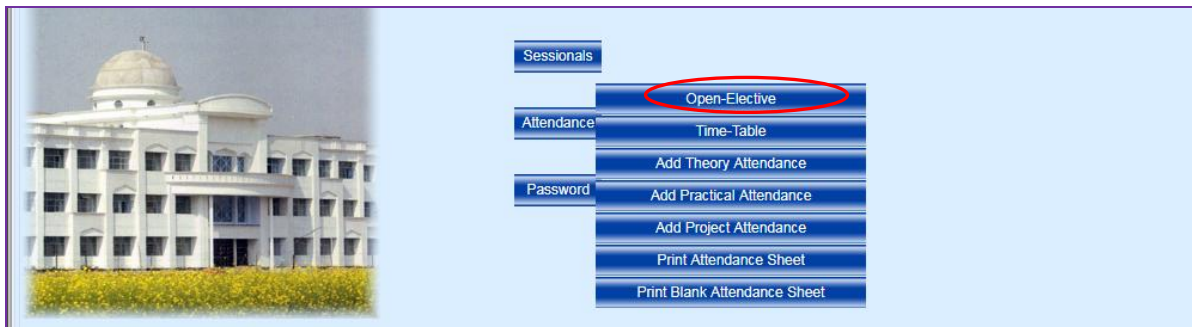 Sessionals
Open-Elective
Attendance
Time-Table
Add Theory Attendance
Password
Add Practical Attendance
Add Project Attendance
Print Attendance Sheet
Print Blank Attendance Sheet